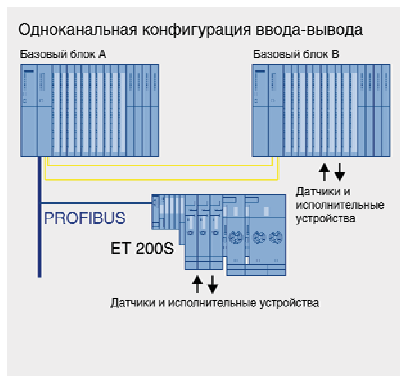 Одноканальная конфигурация ввода-вывода
Базовый блок A
Базовый блок B
Датчики и
исполнительные
устройства
PROFIBUS
ET 200S
Датчики и исполнительные устройства